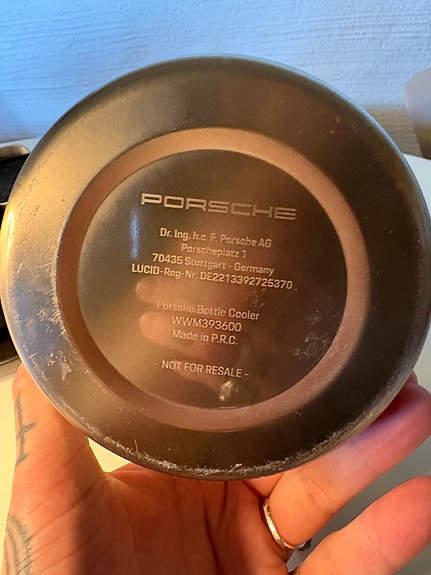 PORSCHE
Dr. Ing. h.c. F. Porsche AG
Porscheplatz 1
70435 Stuttgart - Germany
LUCID-Reg-Nr. DE2213392725370
Porsche Bottle Cooler
WWM393600
Made in P.R.C.
- NOT FOR RESALE -